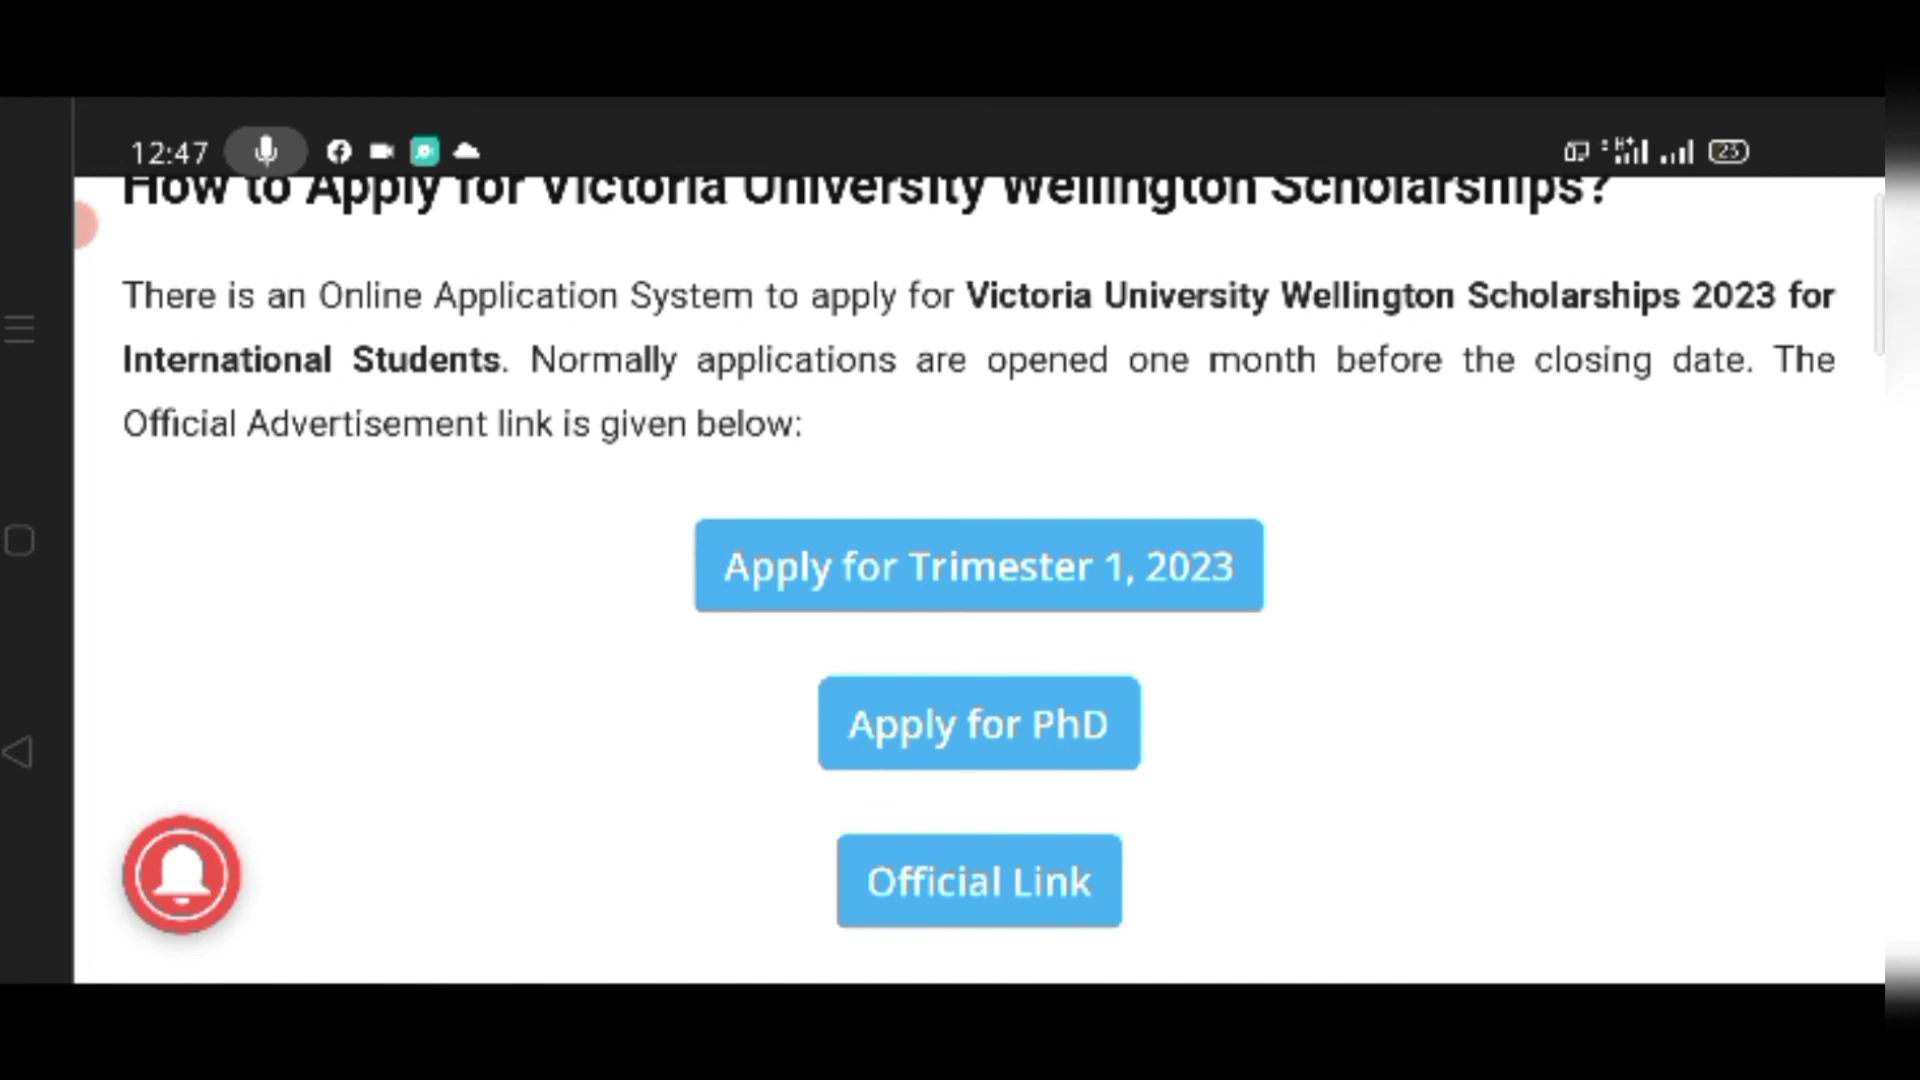 12:47
23
How to Apply for Victoria University Wellington Scholarships?
There is an Online Application System to apply for Victoria University Wellington Scholarships 2023 for
International Students. Normally applications are opened one month before the closing date. The
Official Advertisement link is given below:
Apply for Trimester 1, 2023
Apply for PhD
Official Link